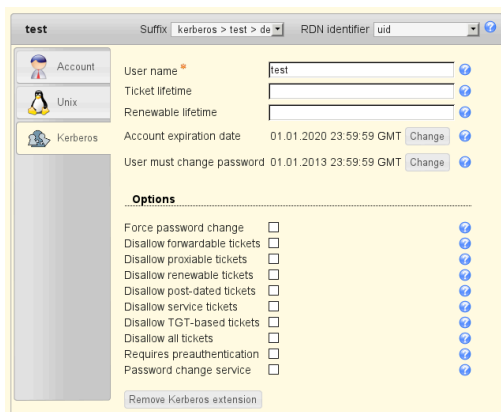 test Suffix kerberos > test > de RDN identifier uid
Account
Unix
Kerberos
User name * test
Ticket lifetime
Renewable lifetime
Account expiration date 01.01.2020 23:59:59 GMT Change
User must change password 01.01.2013 23:59:59 GMT Change
Options
Force password change
Disallow forwardable tickets
Disallow proxiable tickets
Disallow renewable tickets
Disallow post-dated tickets
Disallow service tickets
Disallow TGT-based tickets
Disallow all tickets
Requires preauthentication
Password change service
Remove Kerberos extension